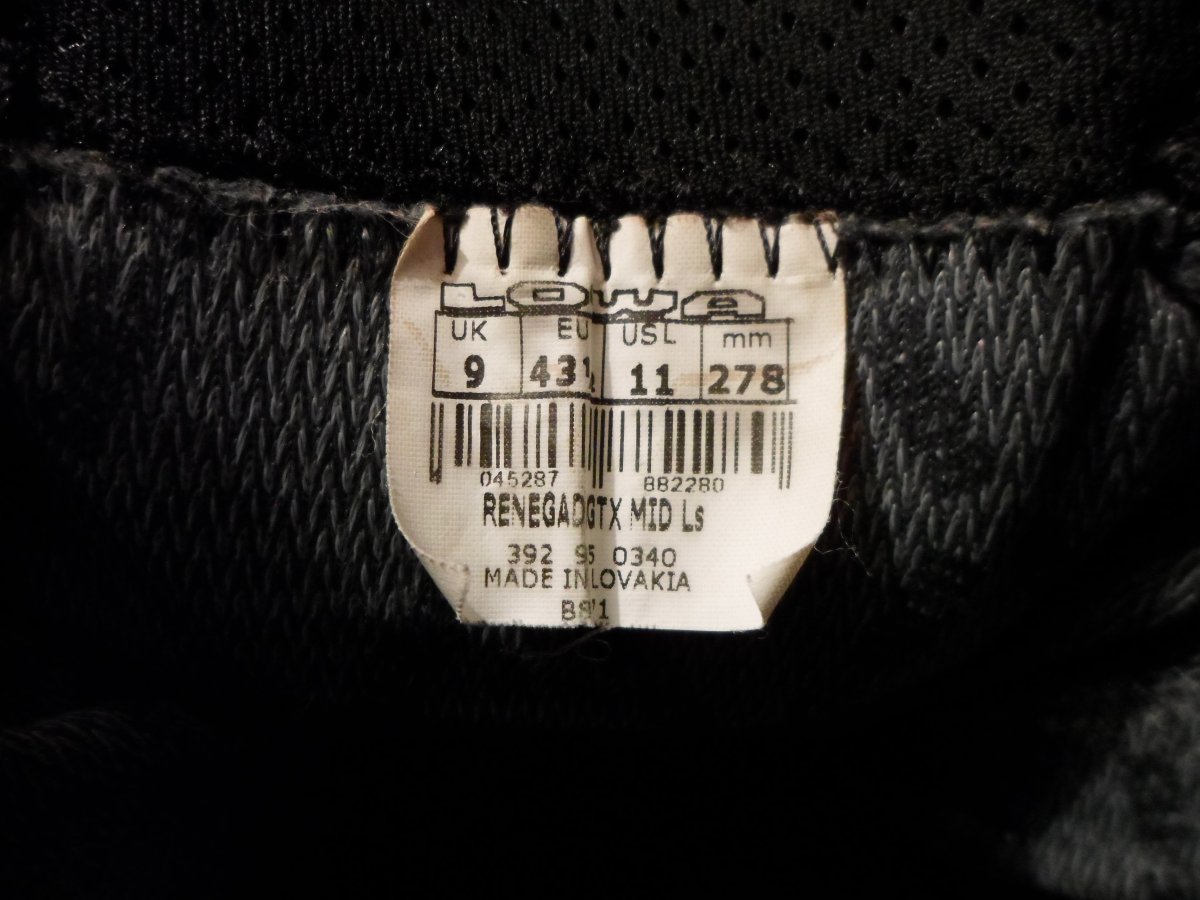 LOWA
UK EU USL mm
9 43½ 11 278
4 045287 882280
RENEGADGTX MID Ls
392 95 0340
MADE INLOVAKIA